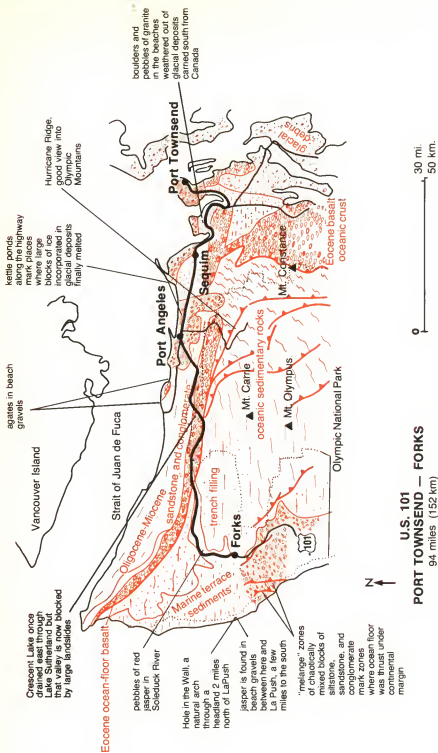 agates in beach
gravels
kettle ponds
along the highway
mark places
where large
blocks of ice
incorporated in
glacial deposits
finally melted
Hurricane Ridge,
good view into
Olympic
Mountains
boulders and
pebbles of granite
in the beaches
weathered out of
glacial deposits
carried south from
Canada
Crescent Lake once
drained east through
Lake Sutherland but
that valley is now blocked
by large landslides
Vancouver Island
Strait of Juan de Fuca
Port Angeles
Sequim
Port Townsend
glacial
debris
Eocene ocean-floor basalt
Oligocene-Miocene
sandstone and conglomerate
trench filling
Marine terrace
sediments
Forks
101
Mt. Carrie
oceanic sedimentary rocks
Mt. Olympus
Mt. Constance
Eocene basalt
oceanic crust
Olympic National Park
pebbles of red
jasper in
Soleduck River
Hole in the Wall, a
natural arch
through a
headland 2 miles
north of LaPush
jasper is found in
beach gravels
between here and
La Push, a few
miles to the south
"melange" zones
of chaotically
mixed blocks of
siltstone,
sandstone, and
conglomerate
mark zones
where ocean floor
was thrust under
continental
margin
N
U.S. 101
PORT TOWNSEND — FORKS
94 miles (152 km)
0
30 mi.
50 km.